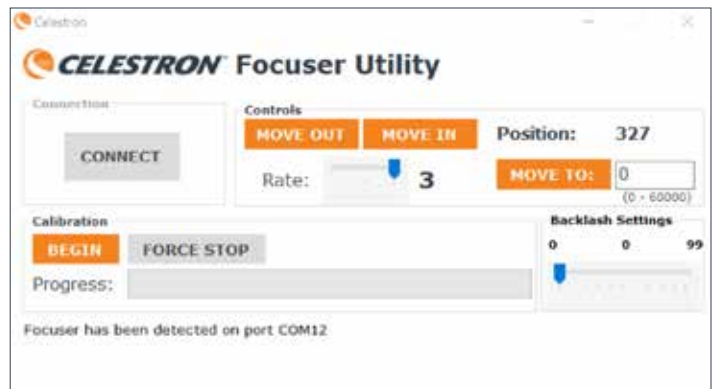 Celestron
CELESTRON Focuser Utility
Connection
CONNECT
Controls
MOVE OUT MOVE IN
Rate: 3
Position: 327
MOVE TO: 0
(0 - 60000)
Calibration
BEGIN FORCE STOP
Progress:
Backlash Settings
0 0 99
Focuser has been detected on port COM12